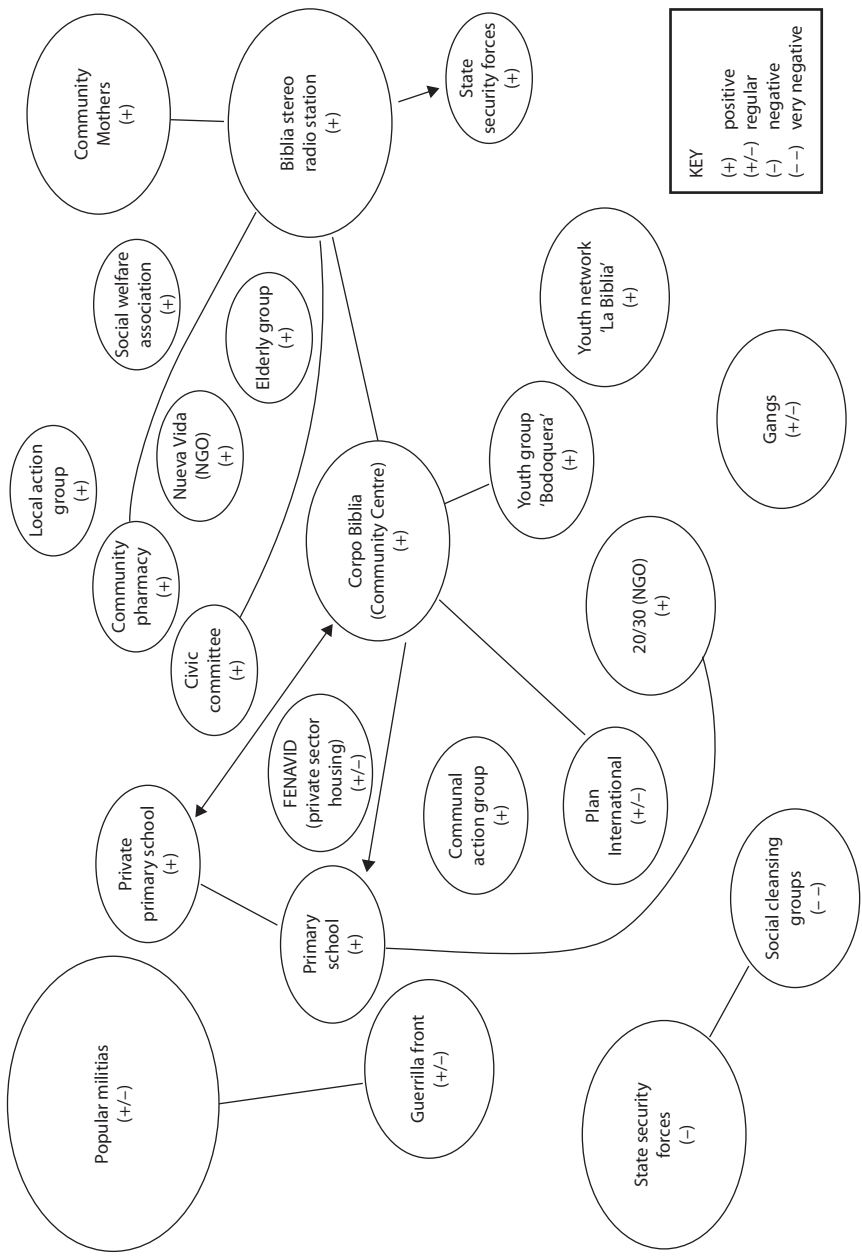 Popular militias
(+/–)
Private
primary school
(+)
Primary
school
(+)
Guerrilla front
(+/–)
State security
forces
(–)
Social cleansing
groups
(– –)
Local action
group
(+)
Community
pharmacy
(+)
Civic
committee
(+)
FENAVID
(private sector
housing)
(+/–)
Communal
action group
(+)
Plan
International
(+/–)
Social welfare
association
(+)
Nueva Vida
(NGO)
(+)
Elderly group
(+)
Corpo Biblia
(Community Centre)
(+)
Youth group
‘Bodoquera’
(+)
20/30 (NGO)
(+)
Community
Mothers
(+)
Biblia stereo
radio station
(+)
State
security forces
(+)
Youth network
‘La Biblia’
(+)
Gangs
(+/–)
KEY
(+) positive
(+/–) regular
(–) negative
(– –) very negative